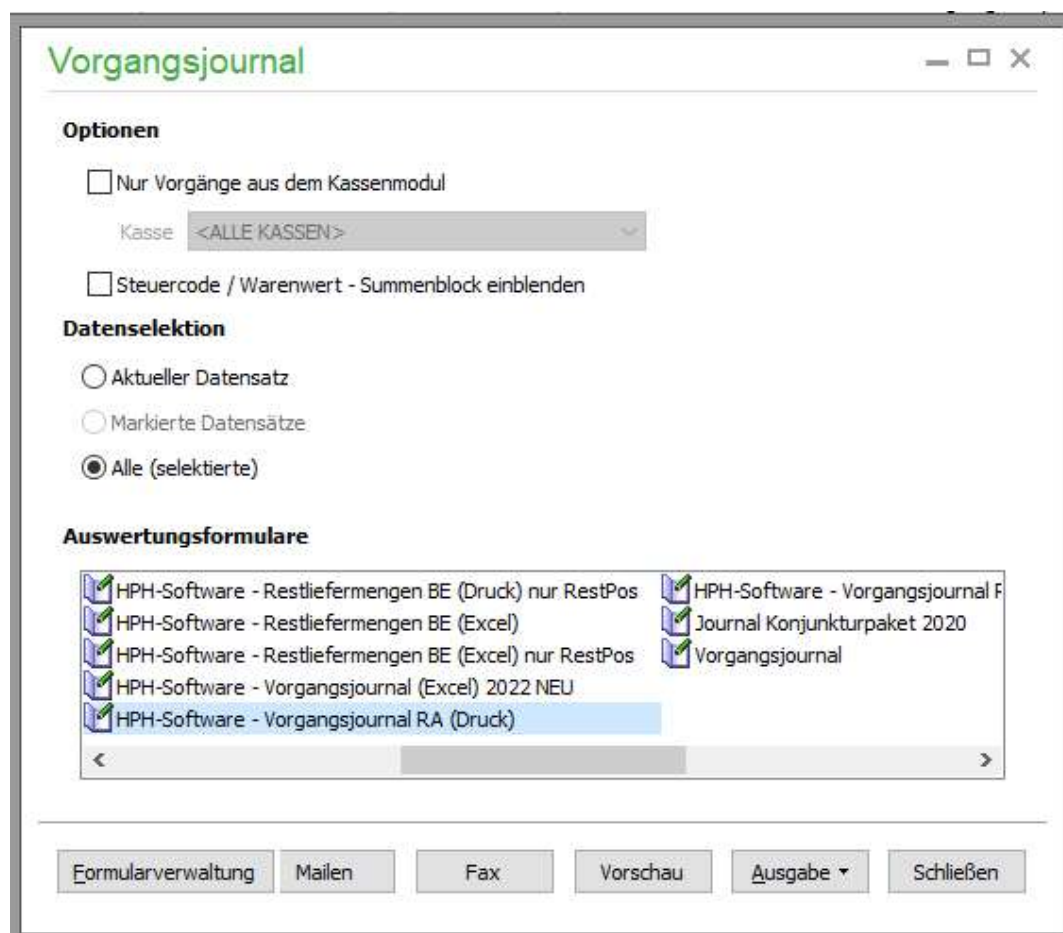 Vorgangsjournal
Optionen
Nur Vorgänge aus dem Kassenmodul
Kasse <ALLE KASSEN>
Steuercode / Warenwert - Summenblock einblenden
Datenselektion
Aktueller Datensatz
Markierte Datensätze
Alle (selektierte)
Auswertungsformulare
HPH-Software - Restliefermengen BE (Druck) nur RestPos
HPH-Software - Restliefermengen BE (Excel)
HPH-Software - Restliefermengen BE (Excel) nur RestPos
HPH-Software - Vorgangsjournal (Excel) 2022 NEU
HPH-Software - Vorgangsjournal RA (Druck)
HPH-Software - Vorgangsjournal
Journal Konjunkturpaket 2020
Vorgangsjournal
Formularverwaltung Mailen Fax Vorschau Ausgabe Schließen